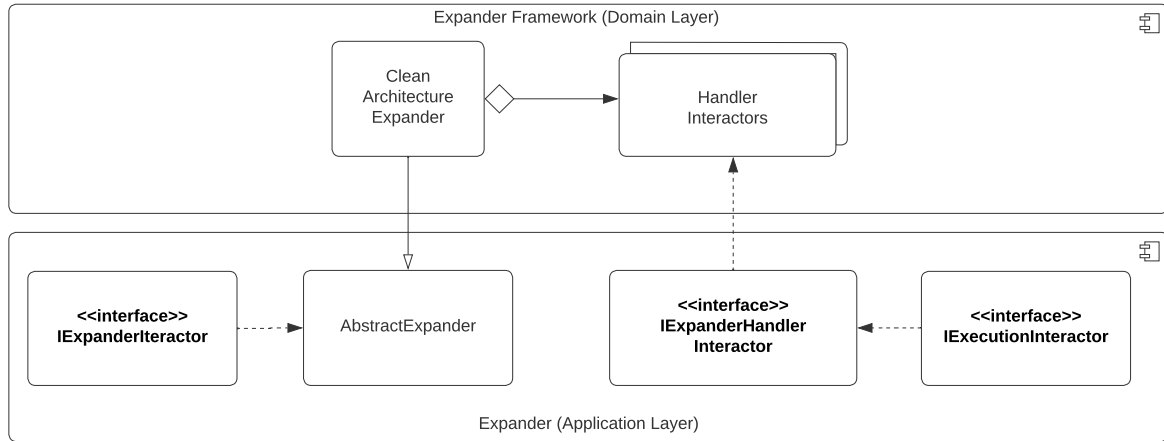 Expander Framework (Domain Layer)
Clean
Architecture
Expander
Handler
Interactors
<<interface>>
IExpanderIteractor
AbstractExpander
<<interface>>
IExpanderHandler
Interactor
<<interface>>
IExecutionInteractor
Expander (Application Layer)